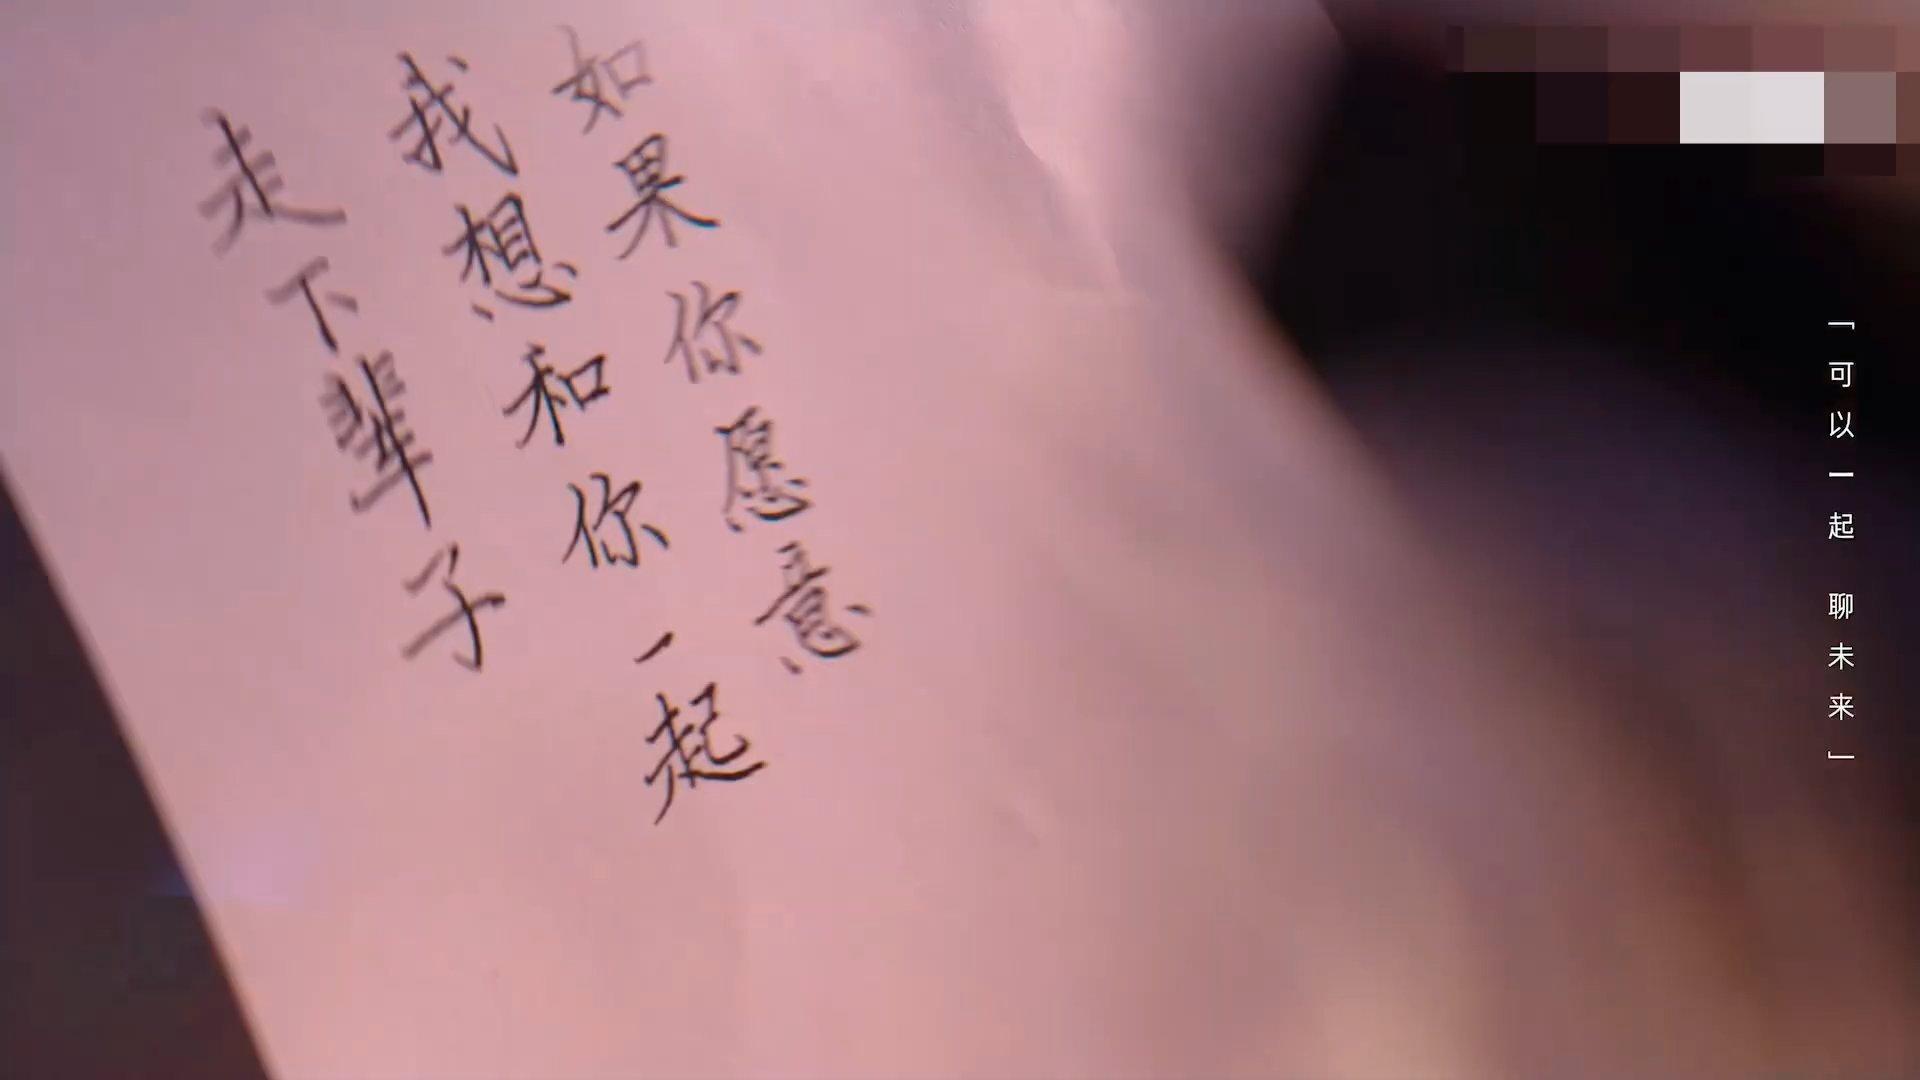 如果你愿意
我想和你一起
走下辈子
「可以一起 聊未来」